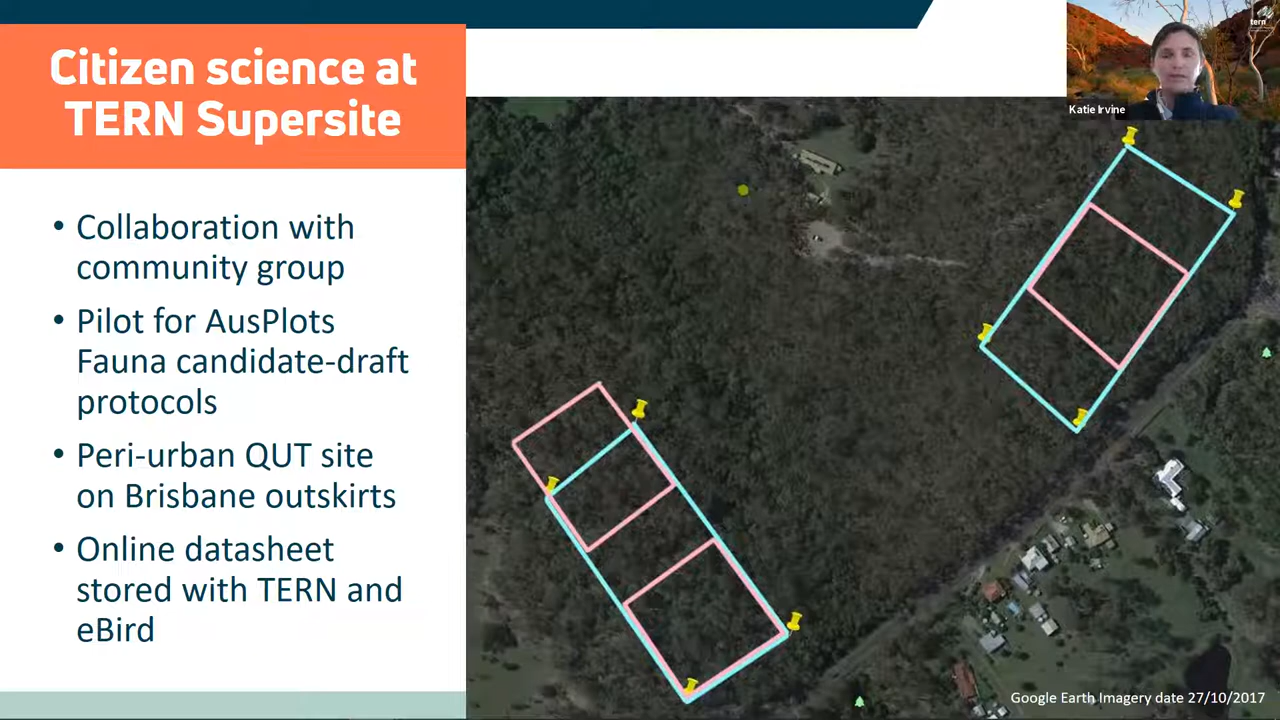 Citizen science at
TERN Supersite
• Collaboration with
community group
• Pilot for AusPlots
Fauna candidate-draft
protocols
• Peri-urban QUT site
on Brisbane outskirts
• Online datasheet
stored with TERN and
eBird
tern
Katie Irvine
Google Earth Imagery date 27/10/2017